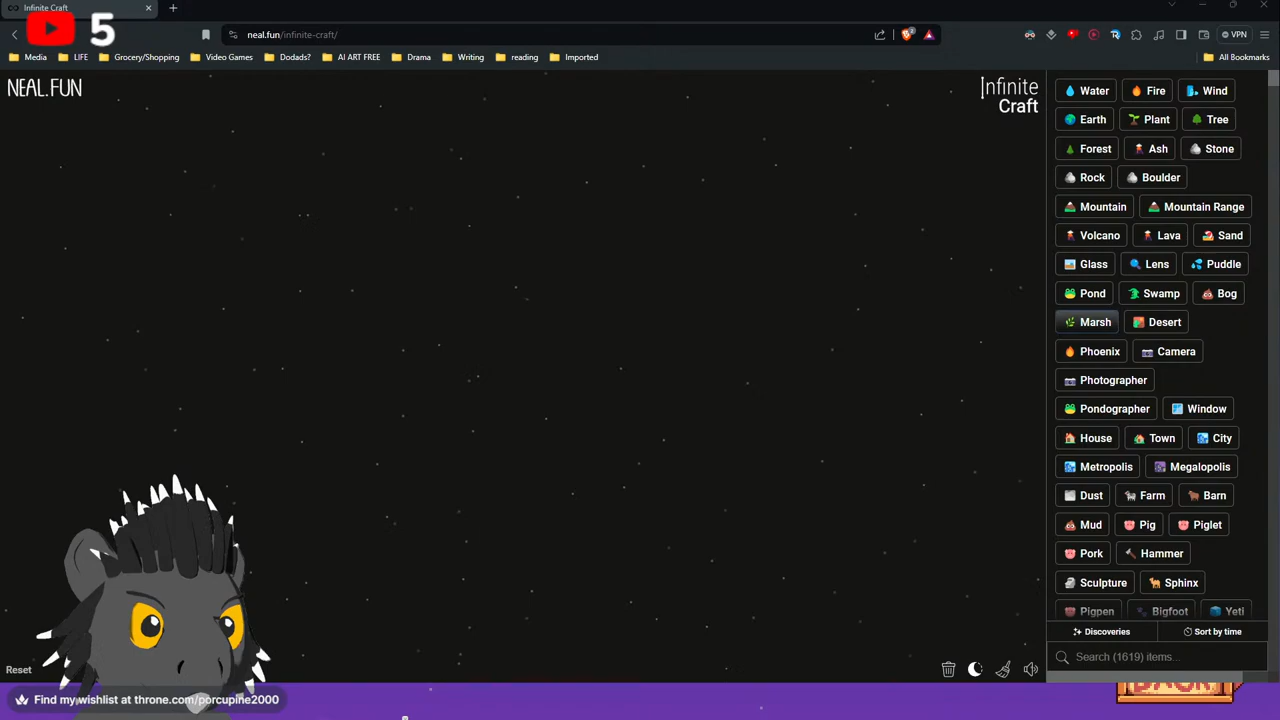 Infinite Craft
5
neal.fun/infinite-craft/
2
VPN
Media
LIFE
Grocery/Shopping
Video Games
Dodads?
AI ART FREE
Drama
Writing
reading
Imported
All Bookmarks
NEAL.FUN
Infinite
Craft
Water
Fire
Wind
Earth
Plant
Tree
Forest
Ash
Stone
Rock
Boulder
Mountain
Mountain Range
Volcano
Lava
Sand
Glass
Lens
Puddle
Pond
Swamp
Bog
Marsh
Desert
Phoenix
Camera
Photographer
Pondographer
Window
House
Town
City
Metropolis
Megalopolis
Dust
Farm
Barn
Mud
Pig
Piglet
Pork
Hammer
Sculpture
Sphinx
Pigpen
Bigfoot
Yeti
Discoveries
Sort by time
Search (1619) items...
Reset
Find my wishlist at throne.com/porcupine2000